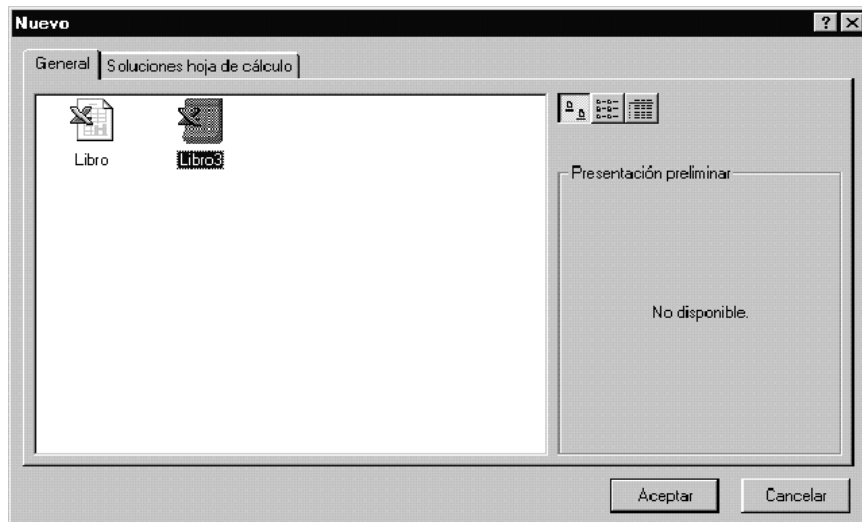 Nuevo
General
Soluciones hoja de cálculo
Libro
Libro3
Presentación preliminar
No disponible.
Aceptar
Cancelar